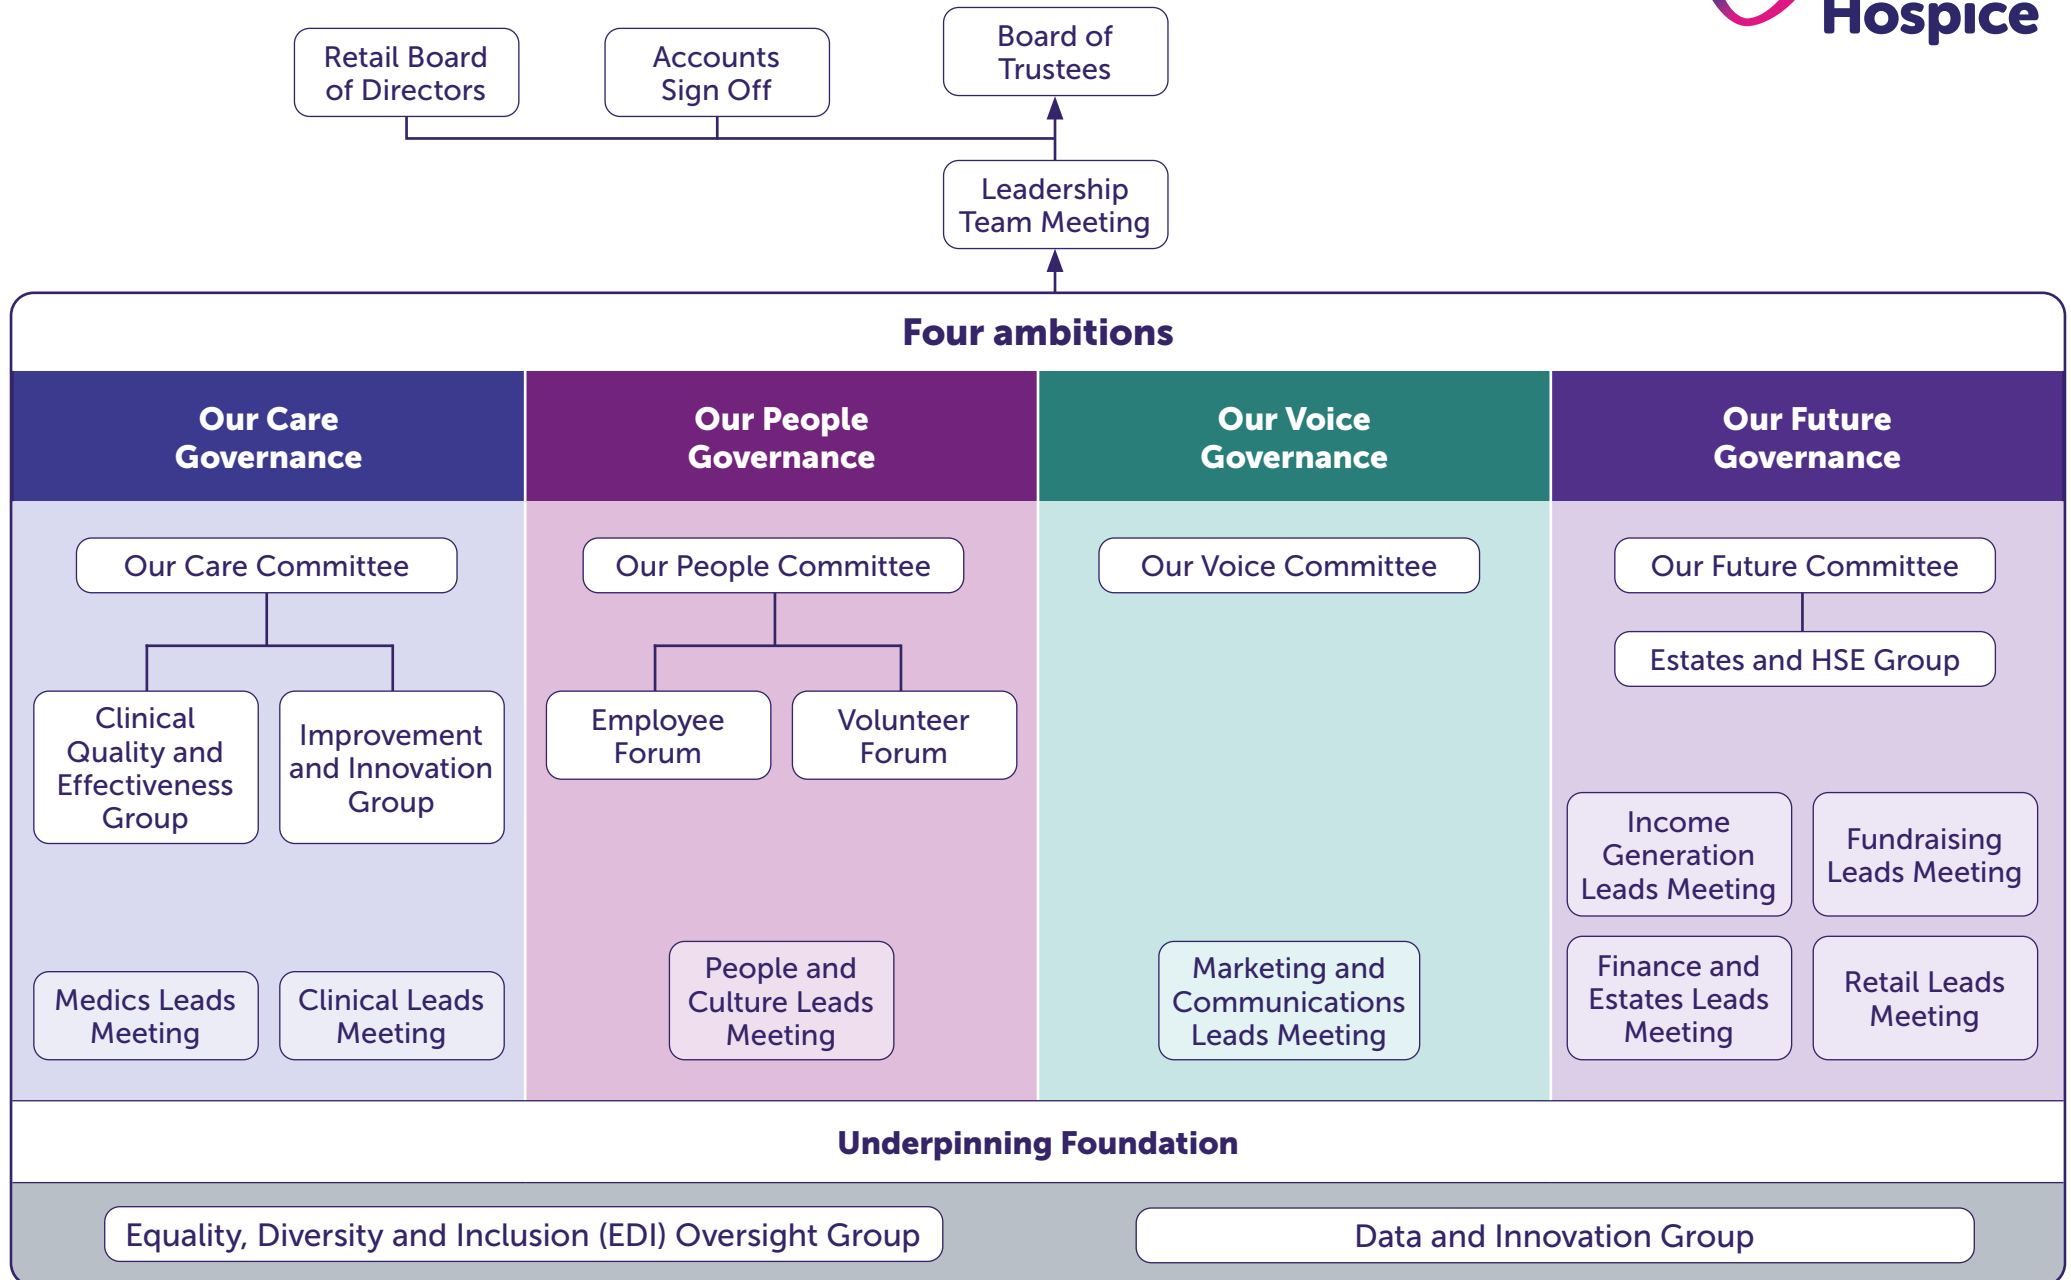 Hospice
Retail Board
of Directors
Accounts
Sign Off
Board of
Trustees
Leadership
Team Meeting
Four ambitions
Our Care
Governance
Our People
Governance
Our Voice
Governance
Our Future
Governance
Our Care Committee
Our People Committee
Our Voice Committee
Our Future Committee
Estates and HSE Group
Clinical
Quality and
Effectiveness
Group
Improvement
and Innovation
Group
Employee
Forum
Volunteer
Forum
Income
Generation
Leads Meeting
Fundraising
Leads Meeting
Medics Leads
Meeting
Clinical Leads
Meeting
People and
Culture Leads
Meeting
Marketing and
Communications
Leads Meeting
Finance and
Estates Leads
Meeting
Retail Leads
Meeting
Underpinning Foundation
Equality, Diversity and Inclusion (EDI) Oversight Group
Data and Innovation Group